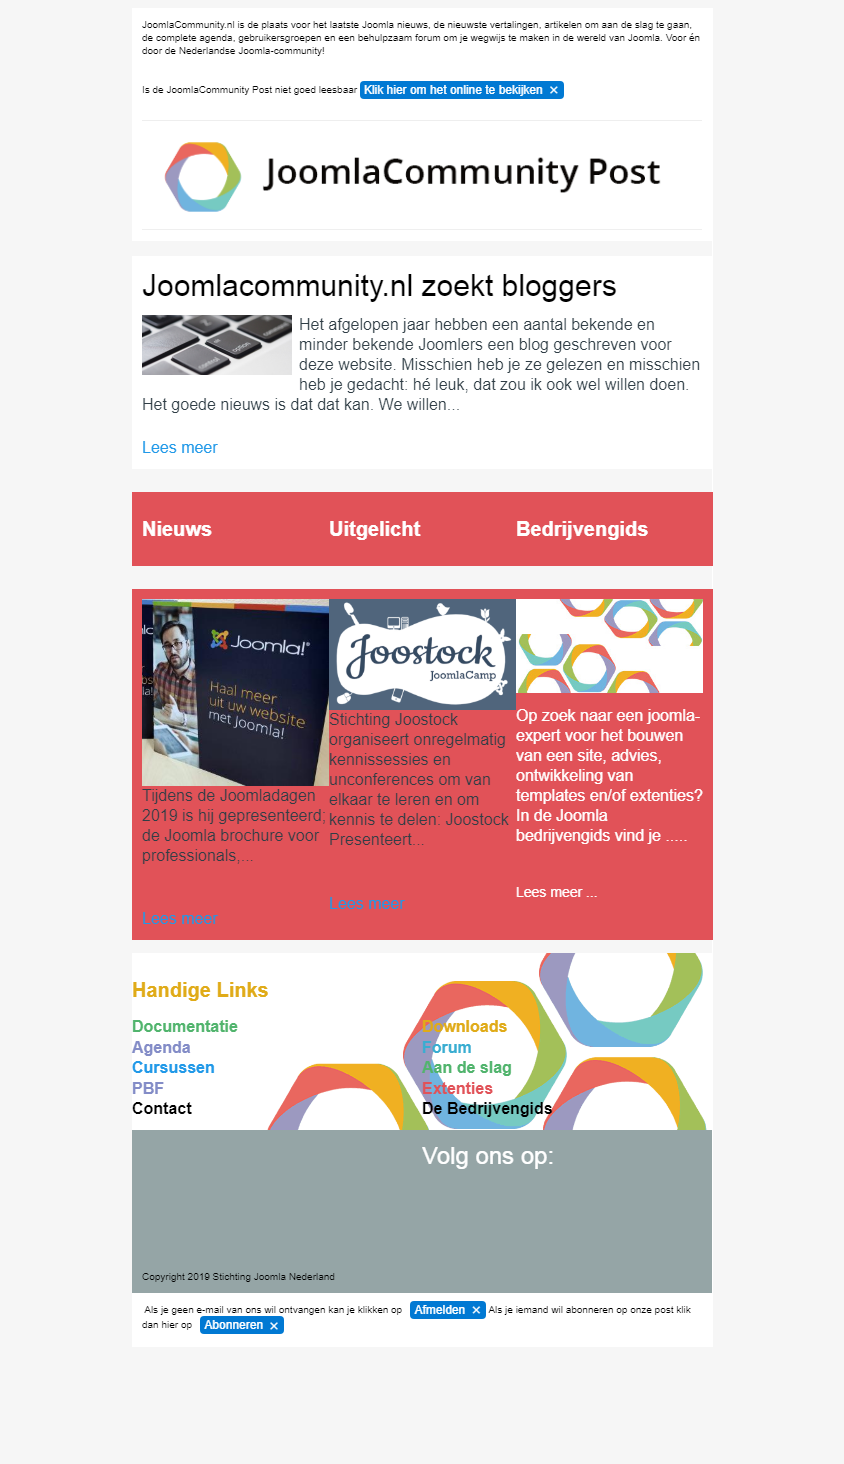 JoomlaCommunity.nl is de plaats voor het laatste Joomla nieuws, de nieuwste vertalingen, artikelen om aan de slag te gaan,
de complete agenda, gebruikersgroepen en een behulpzaam forum om je wegwijs te maken in de wereld van Joomla. Voor én
door de Nederlandse Joomla-community!
Is de JoomlaCommunity Post niet goed leesbaar Klik hier om het online te bekijken ×
JoomlaCommunity Post
Joomlacommunity.nl zoekt bloggers
control
option
Het afgelopen jaar hebben een aantal bekende en
minder bekende Joomlers een blog geschreven voor
deze website. Misschien heb je ze gelezen en misschien
heb je gedacht: hé leuk, dat zou ik ook wel willen doen.
Het goede nieuws is dat dat kan. We willen...
Lees meer
Nieuws
Uitgelicht
Bedrijvengids
Joomla!®
Haal meer
uit uw website
met Joomla!
Tijdens de Joomladagen
2019 is hij gepresenteerd;
de Joomla brochure voor
professionals,...
Lees meer
Joostock
JoomlaCamp
Stichting Joostock
organiseert onregelmatig
kennissessies en
unconferences om van
elkaar te leren en om
kennis te delen: Joostock
Presenteert...
Lees meer
Op zoek naar een joomla-
expert voor het bouwen
van een site, advies,
ontwikkeling van
templates en/of extenties?
In de Joomla
bedrijvengids vind je .....
Lees meer ...
Handige Links
Documentatie
Agenda
Cursussen
PBF
Contact
Downloads
Forum
Aan de slag
Extenties
De Bedrijvengids
Volg ons op:
Copyright 2019 Stichting Joomla Nederland
Als je geen e-mail van ons wil ontvangen kan je klikken op Afmelden × Als je iemand wil abonneren op onze post klik
dan hier op Abonneren ×